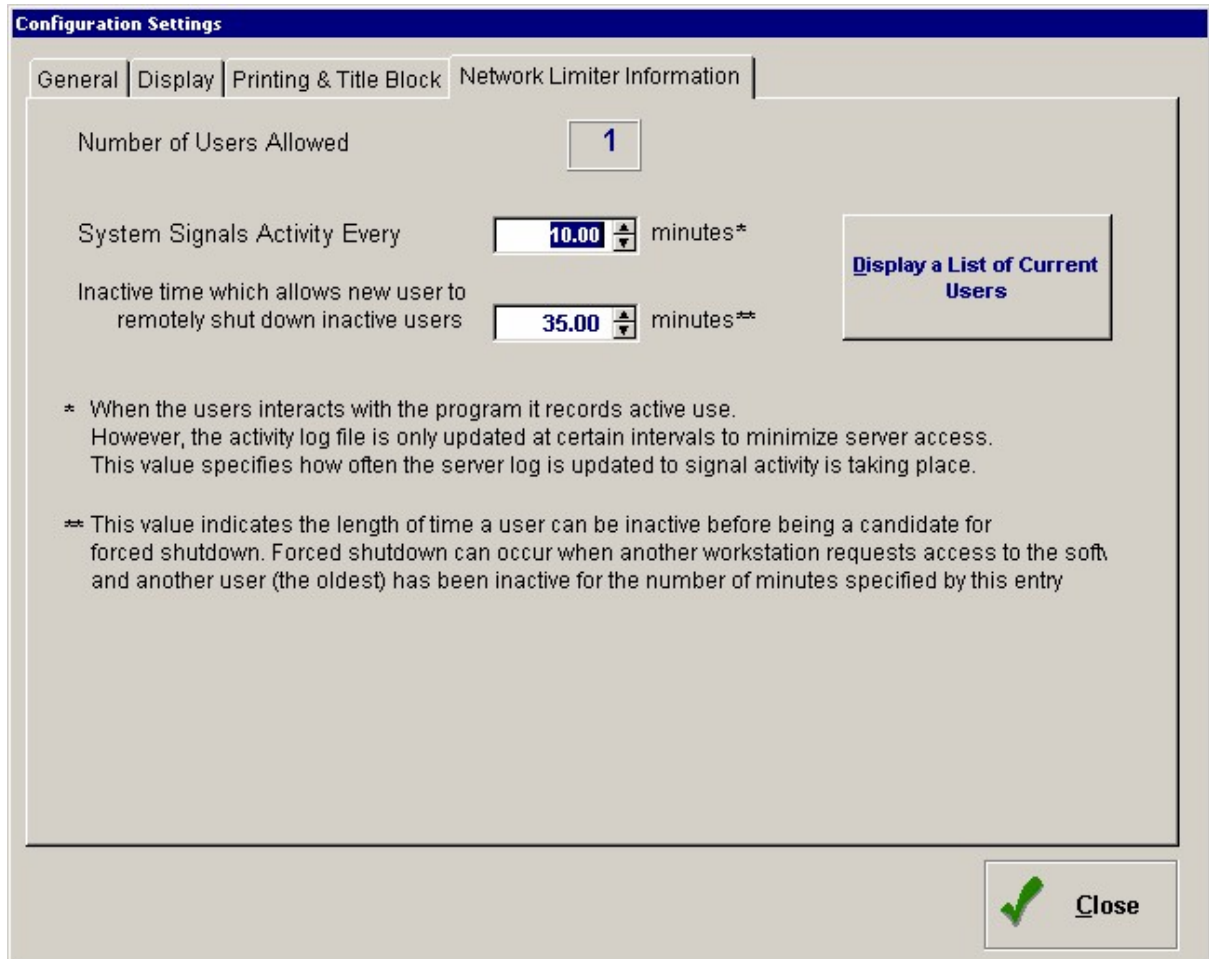 Configuration Settings
General Display Printing & Title Block Network Limiter Information
Number of Users Allowed 1
System Signals Activity Every 10.00 minutes*
Display a List of Current
Users
Inactive time which allows new user to
remotely shut down inactive users 35.00 minutes**
* When the users interacts with the program it records active use.
However, the activity log file is only updated at certain intervals to minimize server access.
This value specifies how often the server log is updated to signal activity is taking place.
** This value indicates the length of time a user can be inactive before being a candidate for
forced shutdown. Forced shutdown can occur when another workstation requests access to the
and another user (the oldest) has been inactive for the number of minutes specified by this entry
Close